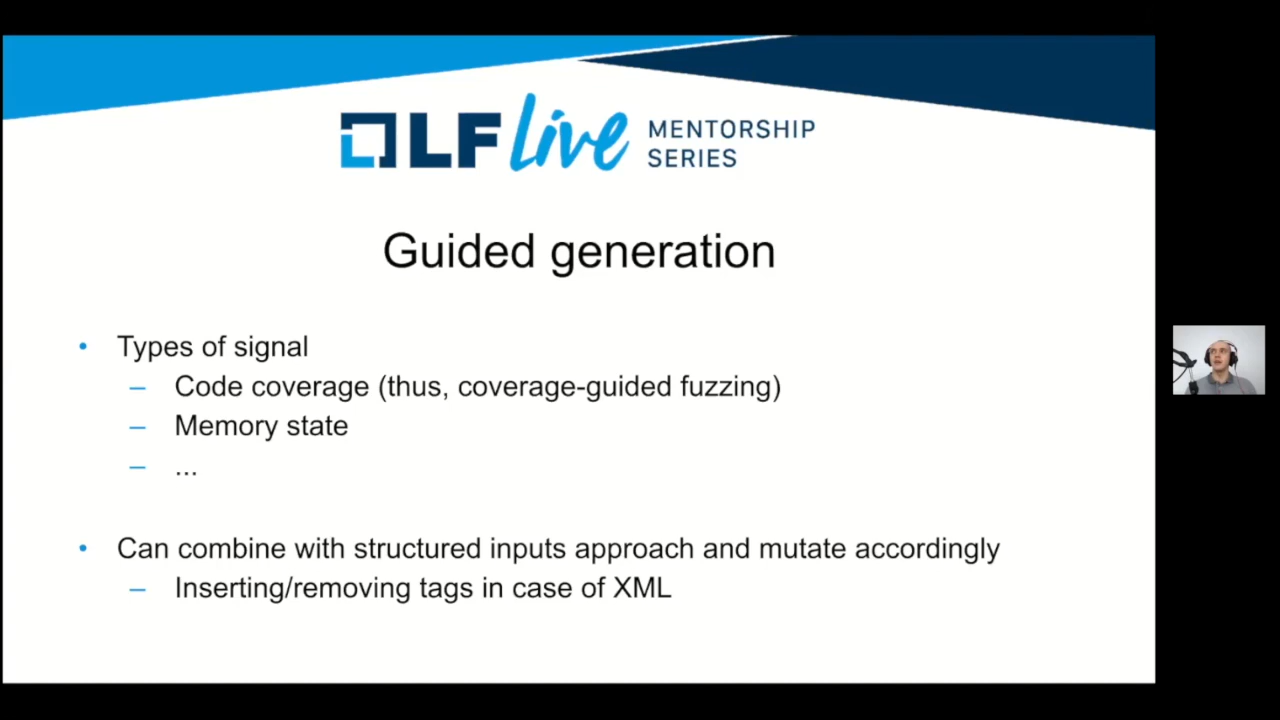 LF Live MENTORSHIP
SERIES
Guided generation
• Types of signal
– Code coverage (thus, coverage-guided fuzzing)
– Memory state
– ...
• Can combine with structured inputs approach and mutate accordingly
– Inserting/removing tags in case of XML